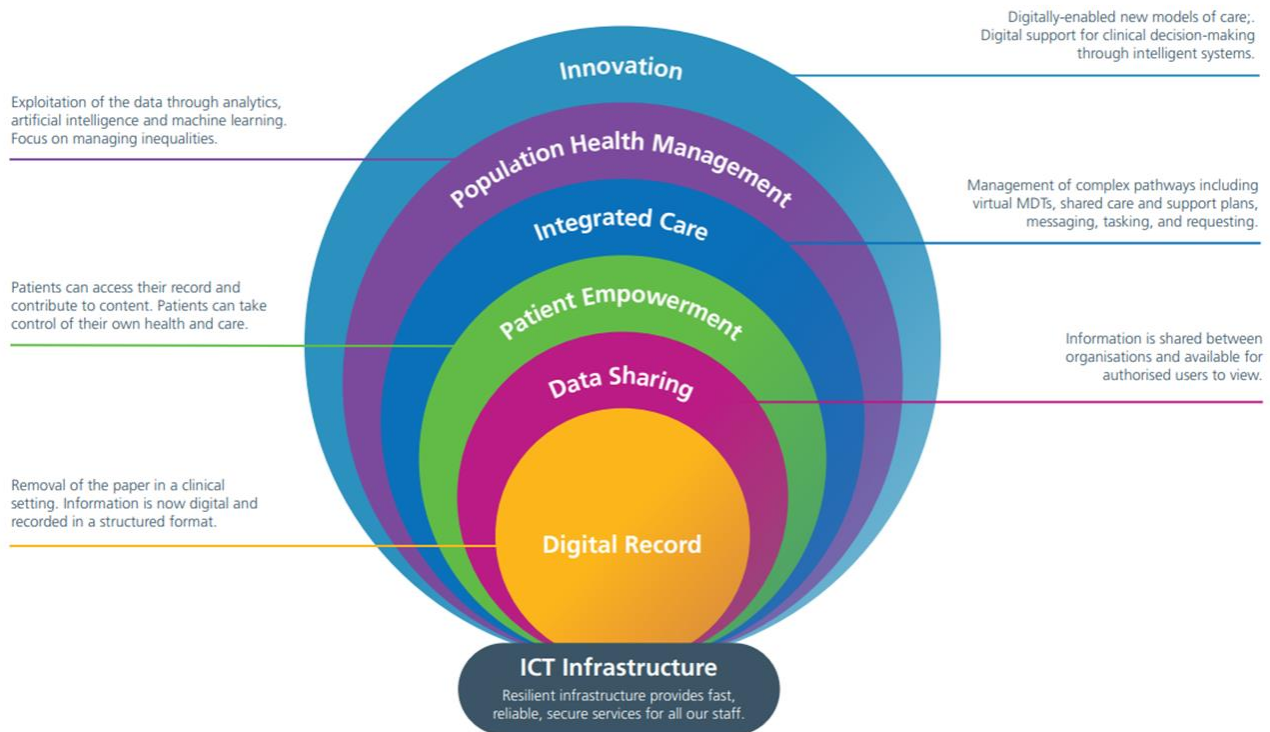 Digitally-enabled new models of care;.
Digital support for clinical decision-making
through intelligent systems.
Innovation
Exploitation of the data through analytics,
artificial intelligence and machine learning.
Focus on managing inequalities.
Population Health Management
Management of complex pathways including
virtual MDTs, shared care and support plans,
messaging, tasking, and requesting.
Integrated Care
Patients can access their record and
contribute to content. Patients can take
control of their own health and care.
Patient Empowerment
Information is shared between
organisations and available for
authorised users to view.
Data Sharing
Removal of the paper in a clinical
setting. Information is now digital and
recorded in a structured format.
Digital Record
ICT Infrastructure
Resilient infrastructure provides fast,
reliable, secure services for all our staff.